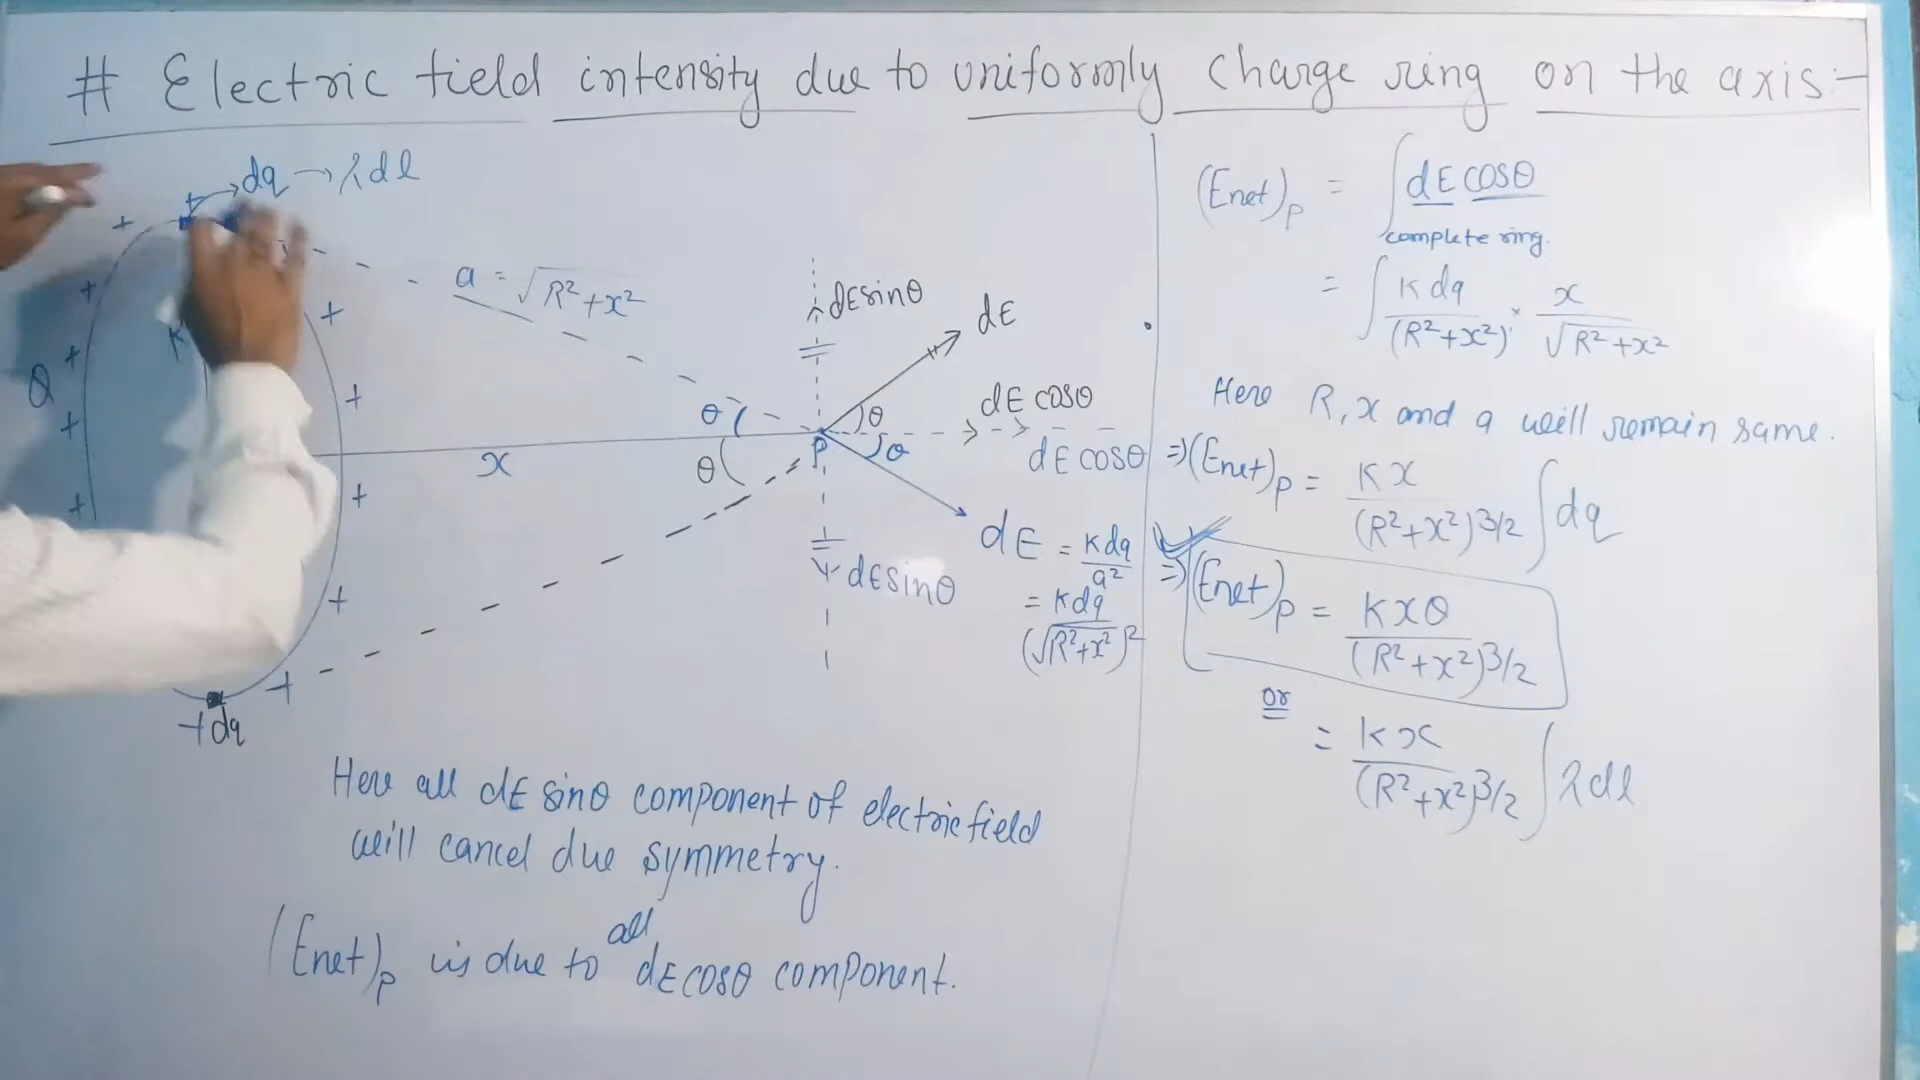 # Electric field intensity due to uniformly charge ring on the axis:-
dq → λdl
a = √R²+x²
Q
x
θ
θ
P
dE sinθ
dE
θ
dE cosθ
θ
dE cosθ
dE sinθ
dE = Kdq/a²
= Kdq/(√R²+x²)²
+dq
Here all dE sinθ component of electric field
will cancel due symmetry.
(Enet)p is due to all dE cosθ component.
(Enet)p = ∫dE cosθ
complete ring.
= ∫ K dq/(R²+x²) × x/√R²+x²
Here R, x and a will remain same.
⇒(Enet)p = Kx/(R²+x²)3/2 ∫dq
⇒(Enet)p = KxQ/(R²+x²)3/2
or
= Kx/(R²+x²)3/2 ∫λdl